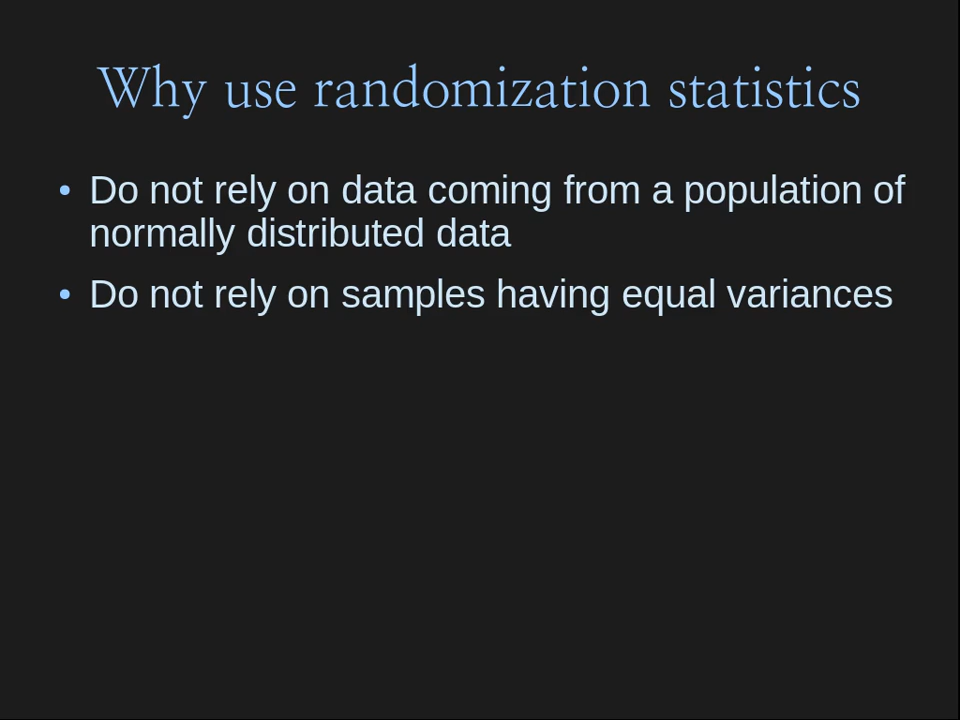 Why use randomization statistics
• Do not rely on data coming from a population of
normally distributed data
• Do not rely on samples having equal variances